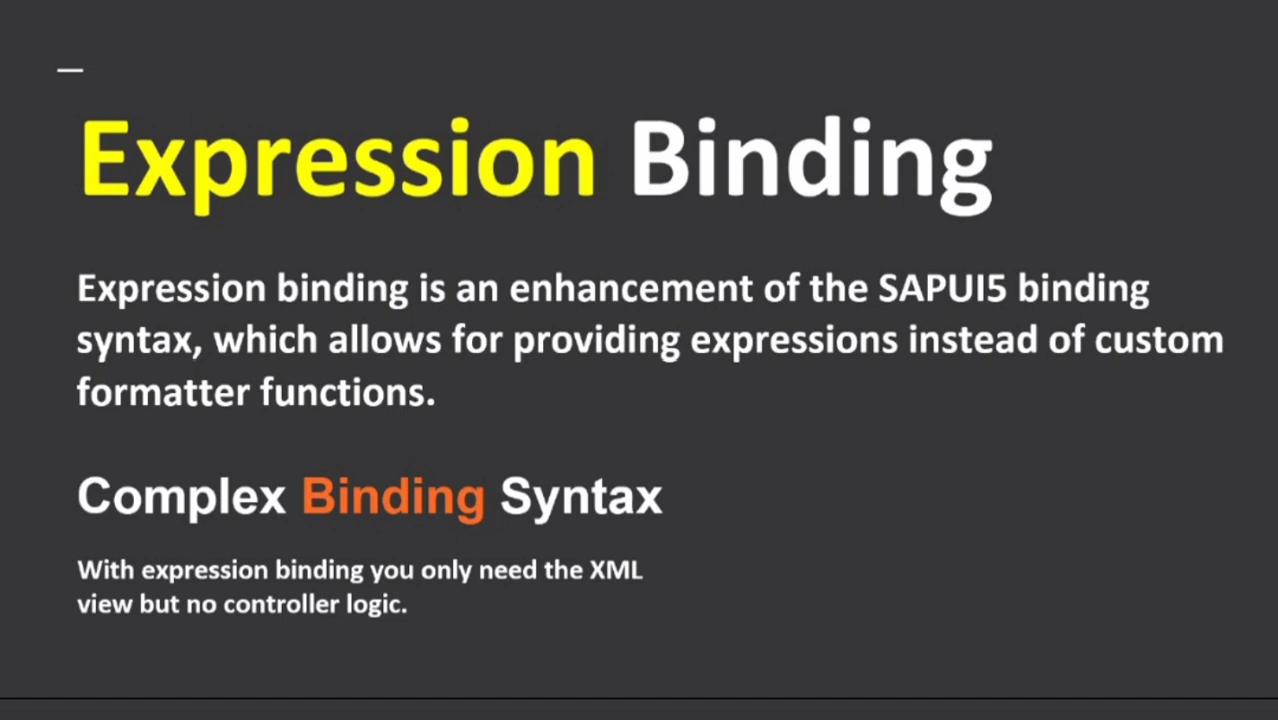 Expression Binding
Expression binding is an enhancement of the SAPUI5 binding
syntax, which allows for providing expressions instead of custom
formatter functions.
Complex Binding Syntax
With expression binding you only need the XML
view but no controller logic.